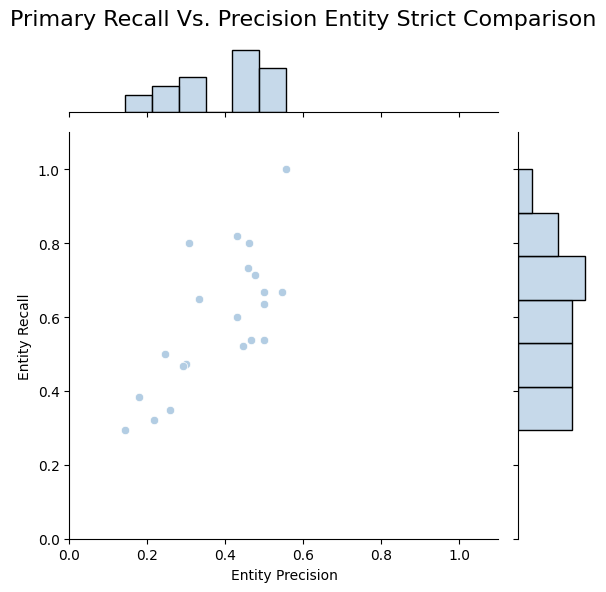 Primary Recall Vs. Precision Entity Strict Comparison
1.0
0.8
0.6
0.4
0.2
0.0
Entity Recall
0.0 0.2 0.4 0.6 0.8 1.0
Entity Precision